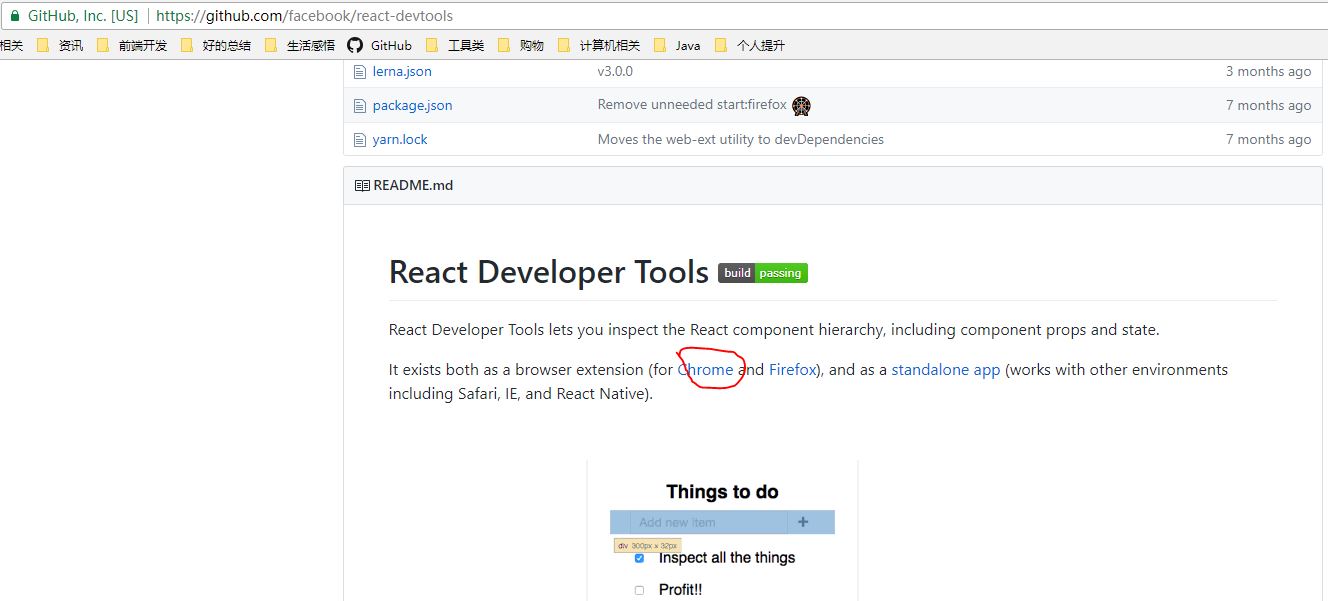 GitHub, Inc. [US] https://github.com/facebook/react-devtools
相关 资讯 前端开发 好的总结 生活感悟 GitHub 工具类 购物 计算机相关 Java 个人提升
lerna.json v3.0.0 3 months ago
package.json Remove unneeded start:firefox 7 months ago
yarn.lock Moves the web-ext utility to devDependencies 7 months ago
README.md
React Developer Tools build passing
React Developer Tools lets you inspect the React component hierarchy, including component props and state.
It exists both as a browser extension (for Chrome and Firefox), and as a standalone app (works with other environments
including Safari, IE, and React Native).
Things to do
Add new item +
div 300px x 32px
Inspect all the things
Profit!!